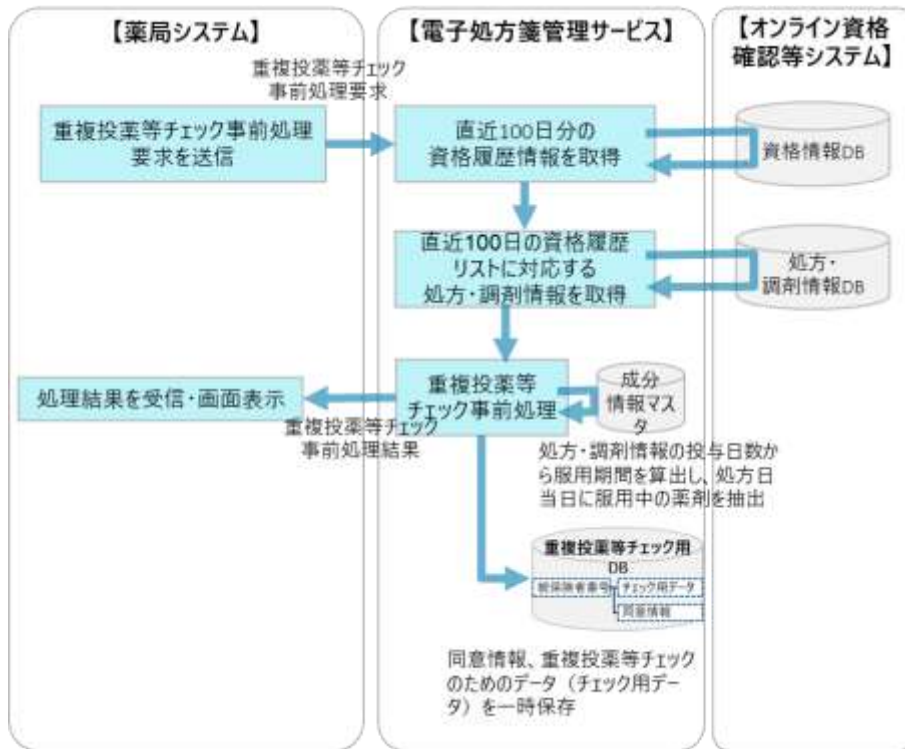 【薬局システム】
【電子処方箋管理サービス】
【オンライン資格
確認等システム】
重複投薬等チェック
事前処理要求
重複投薬等チェック事前処理
要求を送信
直近100日分の
資格履歴情報を取得
資格情報DB
直近100日の資格履歴
リストに対応する
処方・調剤情報を取得
処方・
調剤情報DB
処理結果を受信・画面表示
重複投薬等チェック
事前処理結果
重複投薬等
チェック事前処理
成分
情報マス
タ
処方・調剤情報の投与日数か
ら服用期間を算出し、処方日
当日に服用中の薬剤を抽出
重複投薬等チェック用
DB
被保険者番号
チェック用データ
同意情報
同意情報、重複投薬等チェック
のためのデータ（チェック用デー
タ）を一時保存